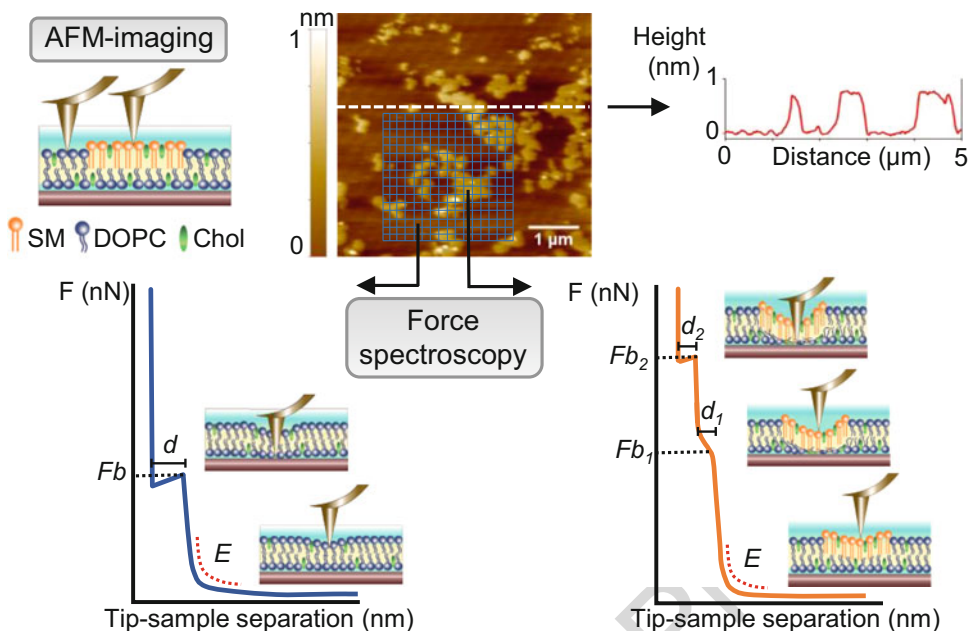 AFM-imaging
nm
1
0
1 µm
Height
(nm)
1
0
0
5
Distance (µm)
SM DOPC Chol
Force
spectroscopy
F (nN)
d
Fb
E
Tip-sample separation (nm)
F (nN)
d2
Fb2
d1
Fb1
E
Tip-sample separation (nm)